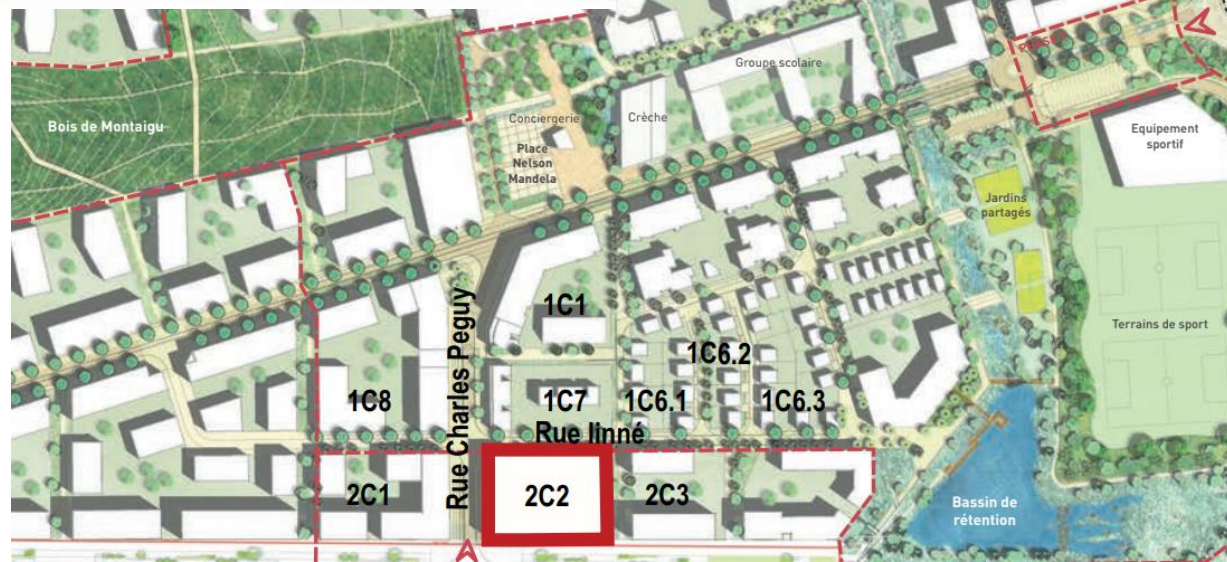 Groupe scolaire
Bois de Montaigu
Conciergerie
Crèche
Place
Nelson
Mandela
Equipement
sportif
Jardins
partagés
Terrains de sport
1C1
Rue Charles Peguy
1C6.2
1C8
1C7
1C6.1
1C6.3
Rue linné
2C1
2C2
2C3
Bassin de
rétention